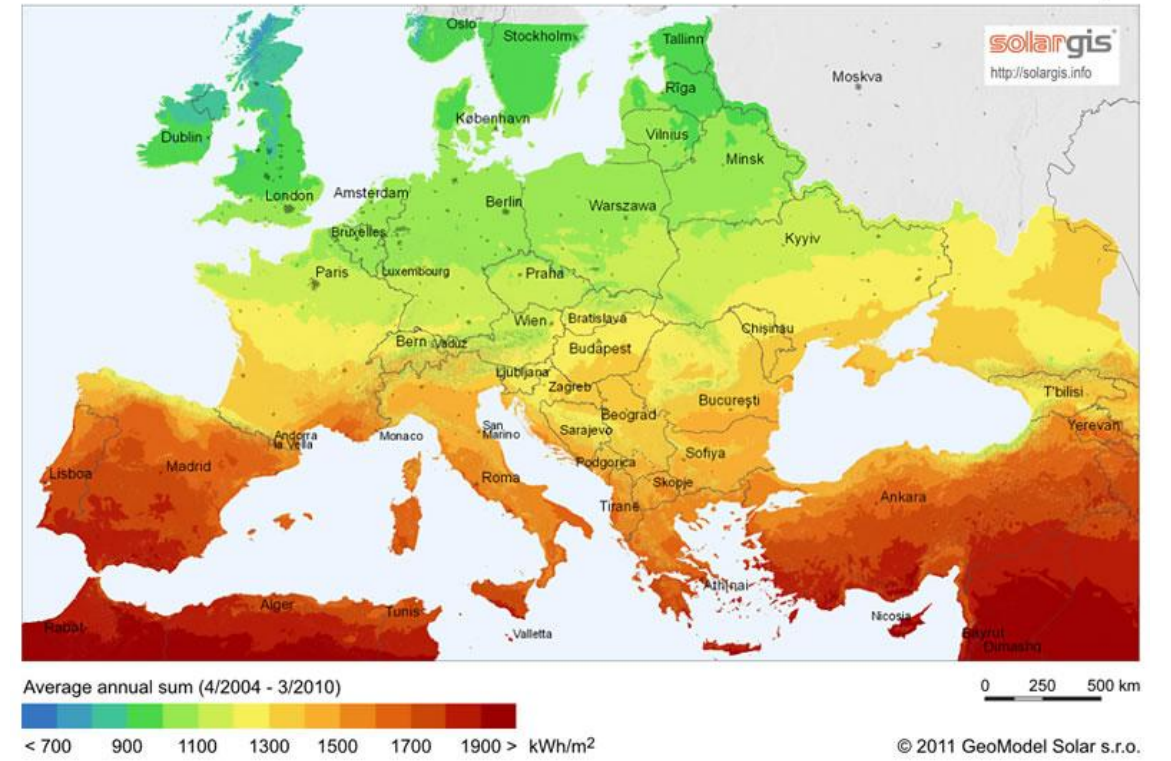 Oslo
Stockholm
Tallinn
solargis
http://solargis.info
Moskva
Rīga
København
Dublin
Vilnius
Minsk
London
Amsterdam
Berlin
Warszawa
Bruxelles
Kyyiv
Paris
Luxembourg
Praha
Wien
Bratislava
Chişinau
Bern
Vaduz
Budapest
Ljubljana
Zagreb
T'bilisi
Bucureşti
Beograd
Andorra
la Vella
Monaco
San
Marino
Sarajevo
Yerevan
Sofiya
Podgorica
Lisboa
Madrid
Roma
Skopje
Ankara
Tirane
Athinai
Alger
Tunis
Nicosia
Rabat
Valletta
Bayrut
Dimashq
Average annual sum (4/2004 - 3/2010)
0 250 500 km
< 700 900 1100 1300 1500 1700 1900 > kWh/m2
© 2011 GeoModel Solar s.r.o.